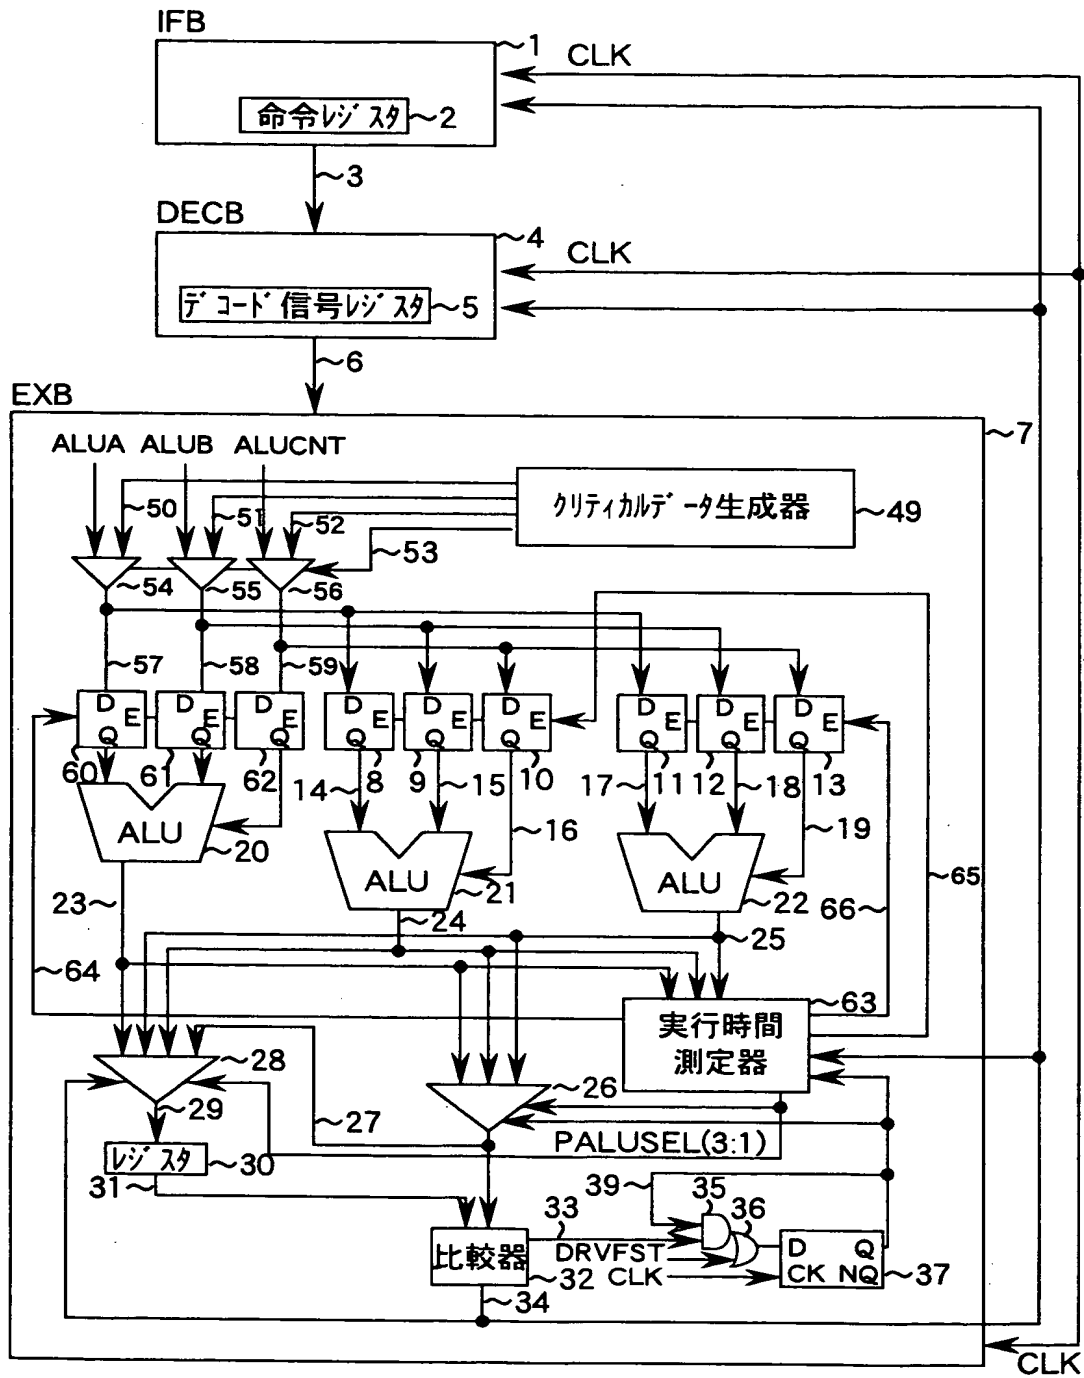 IFB
1
CLK
命令レジスタ
2
3
DECB
4
CLK
デコード信号レジスタ
5
6
EXB
7
ALUA ALUB ALUCNT
クリティカルデータ生成器
49
50
51
52
53
54
55
56
57
58
59
D E Q
D E Q
D E Q
D E Q
D E Q
D E Q
D E Q
D E Q
D E Q
60
61
62
14
8
9
15
10
17
11
12
18
13
ALU
20
16
19
ALU
21
ALU
22
65
66
23
24
25
64
63
実行時間
測定器
28
26
29
27
PALUSEL(3:1)
レジスタ
30
31
39
35
36
33
比較器
DRVFST
32
CLK
D Q
CK NQ
37
34
CLK